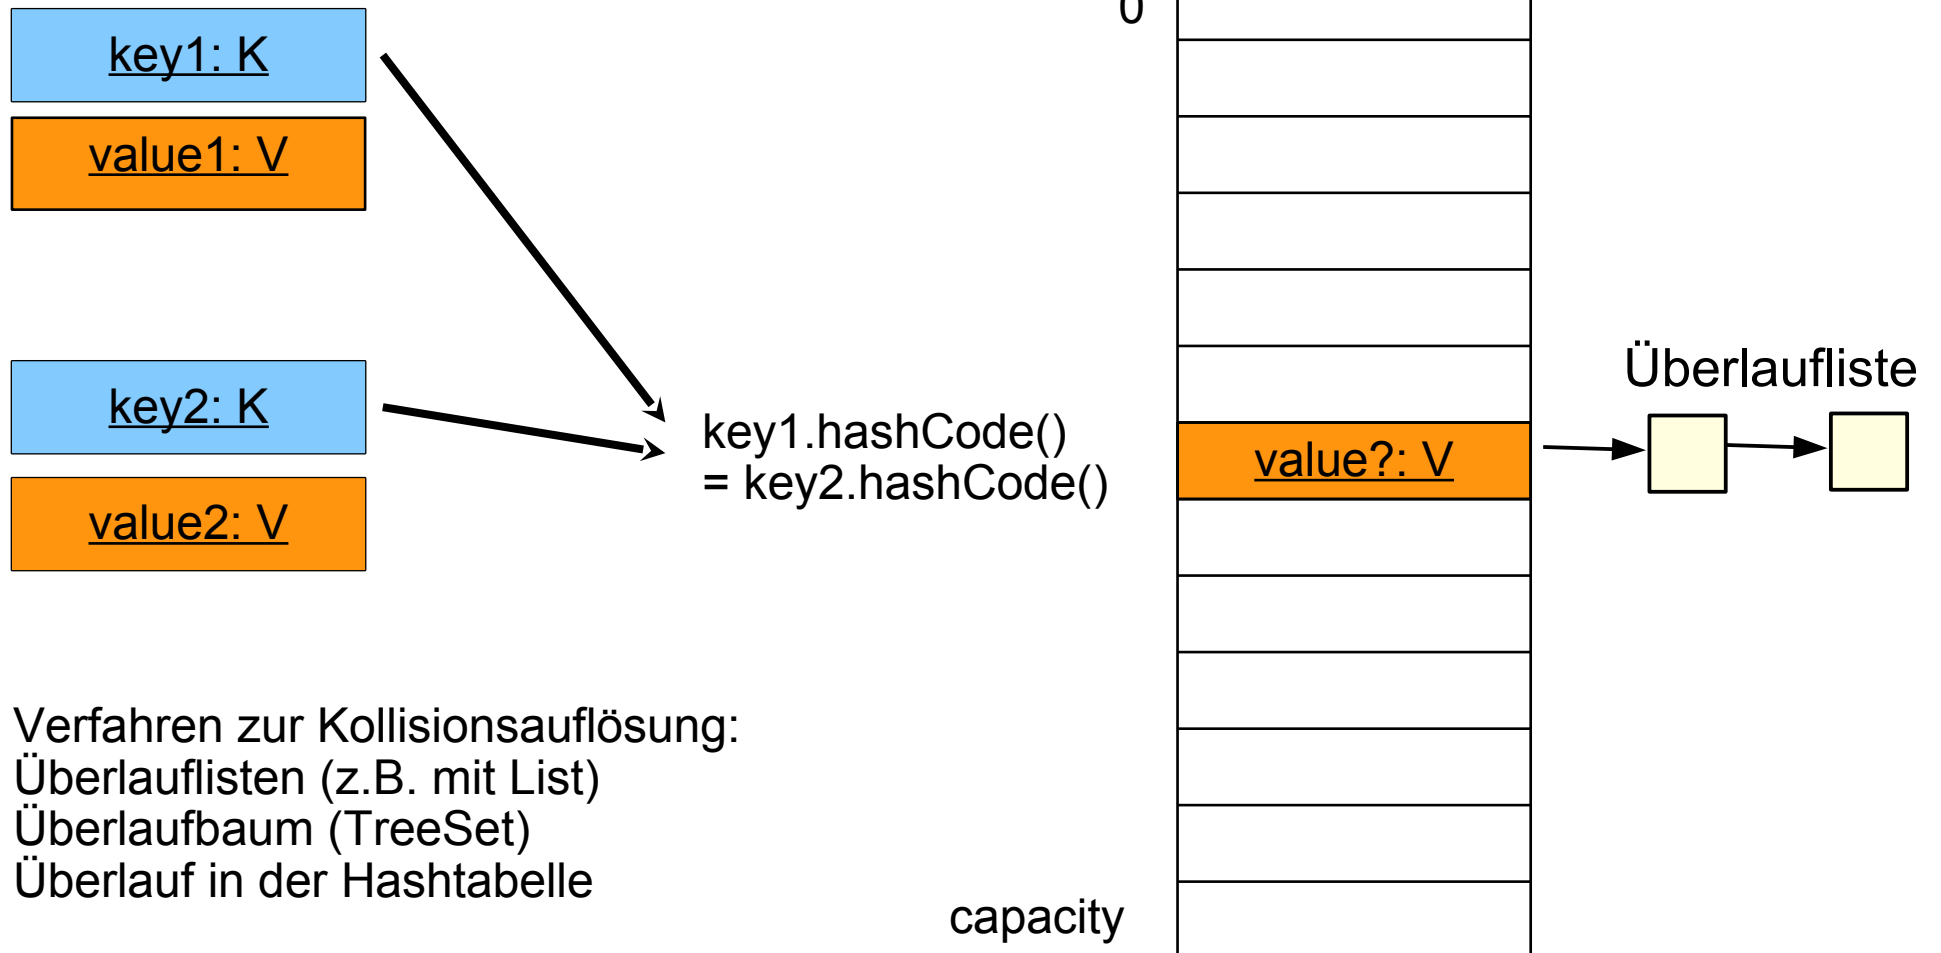 0
key1: K
value1: V
Überlaufliste
key2: K
key1.hashCode()
= key2.hashCode()
value?: V
value2: V
Verfahren zur Kollisionsauflösung:
Überlauflisten (z.B. mit List)
Überlaufbaum (TreeSet)
Überlauf in der Hashtabelle
capacity